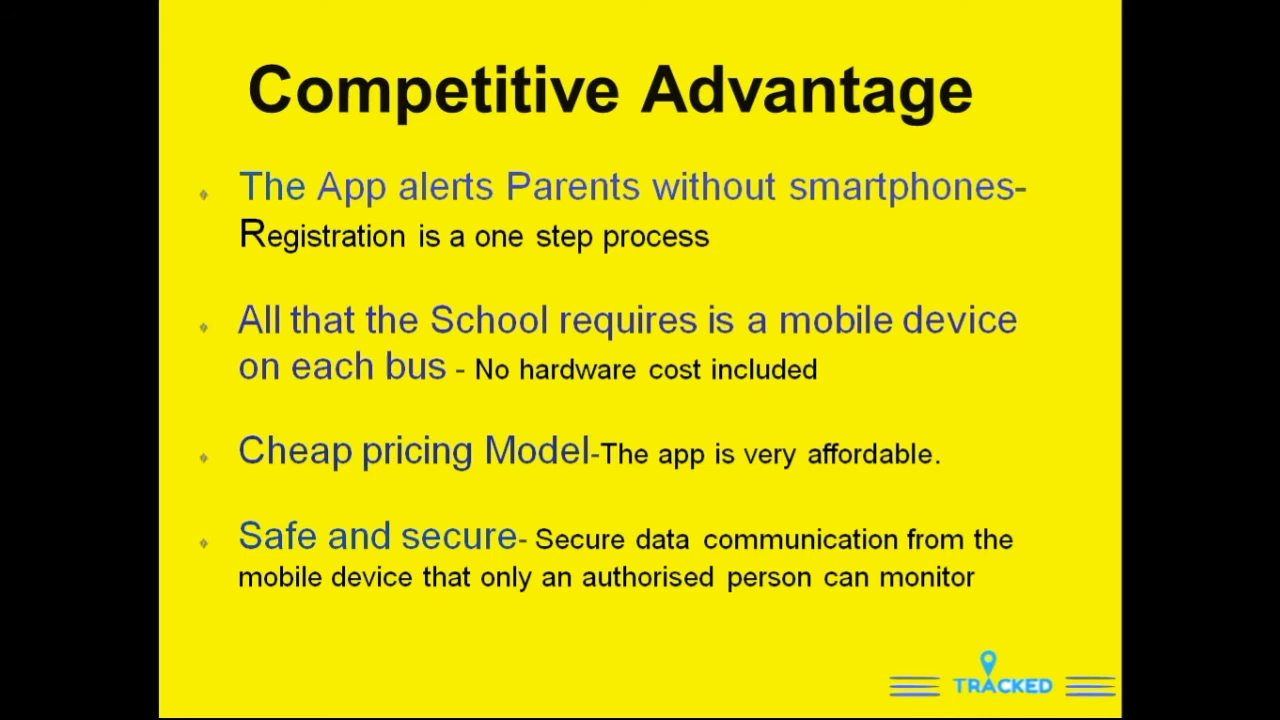 Competitive Advantage
The App alerts Parents without smartphones-
Registration is a one step process
All that the School requires is a mobile device
on each bus - No hardware cost included
Cheap pricing Model-The app is very affordable.
Safe and secure- Secure data communication from the
mobile device that only an authorised person can monitor
TRACKED